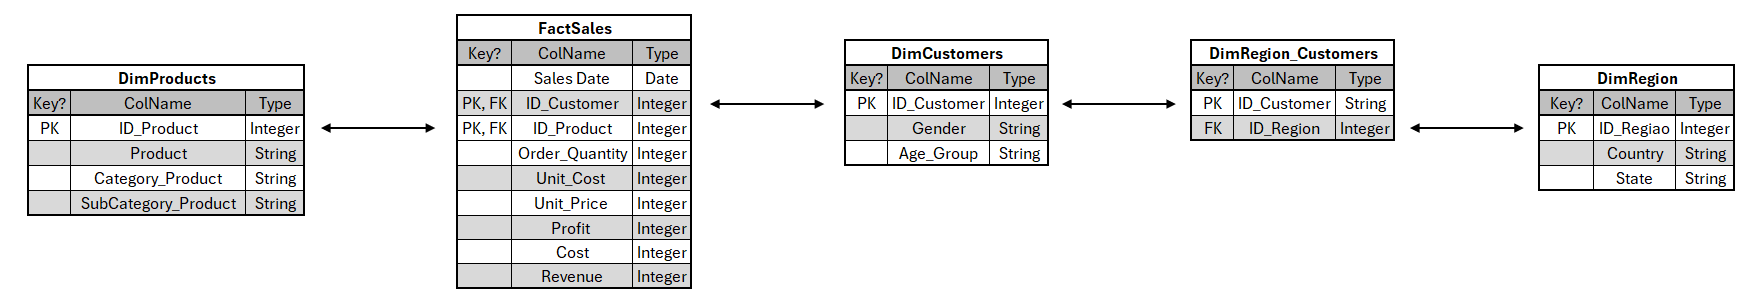 DimProducts
Key? ColName Type
PK ID_Product Integer
Product String
Category_Product String
SubCategory_Product String
FactSales
Key? ColName Type
Sales Date Date
PK, FK ID_Customer Integer
PK, FK ID_Product Integer
Order_Quantity Integer
Unit_Cost Integer
Unit_Price Integer
Profit Integer
Cost Integer
Revenue Integer
DimCustomers
Key? ColName Type
PK ID_Customer Integer
Gender String
Age_Group String
DimRegion_Customers
Key? ColName Type
PK ID_Customer String
FK ID_Region Integer
DimRegion
Key? ColName Type
PK ID_Regiao Integer
Country String
State String